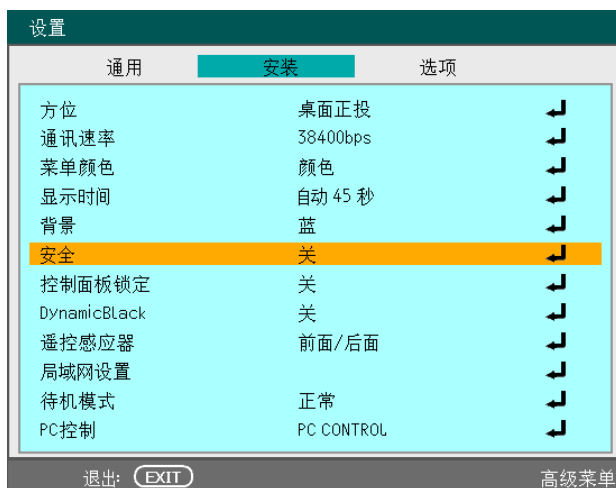 设置
通用 安装 选项
方位 桌面正投
通讯速率 38400bps
菜单颜色 颜色
显示时间 自动 45 秒
背景 蓝
安全 关
控制面板锁定 关
DynamicBlack 关
遥控感应器 前面/后面
局域网设置
待机模式 正常
PC控制 PC CONTROL
退出: EXIT 高级菜单